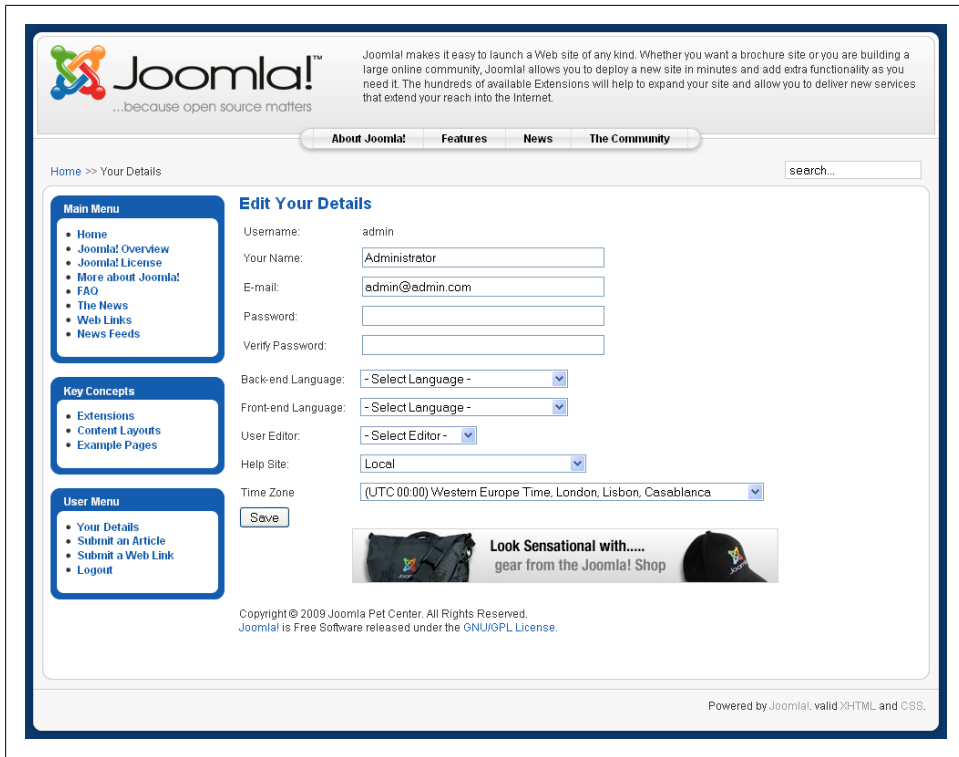 Joomla!™
...because open source matters
Joomla! makes it easy to launch a Web site of any kind. Whether you want a brochure site or you are building a
large online community, Joomla! allows you to deploy a new site in minutes and add extra functionality as you
need it. The hundreds of available Extensions will help to expand your site and allow you to deliver new services
that extend your reach into the Internet.
About Joomla! Features News The Community
Home >> Your Details
search...
Main Menu
Home
Joomla! Overview
Joomla! License
More about Joomla!
FAQ
The News
Web Links
News Feeds
Key Concepts
Extensions
Content Layouts
Example Pages
User Menu
Your Details
Submit an Article
Submit a Web Link
Logout
Edit Your Details
Username: admin
Your Name: Administrator
E-mail: admin@admin.com
Password:
Verify Password:
Back-end Language: - Select Language -
Front-end Language: - Select Language -
User Editor: - Select Editor -
Help Site: Local
Time Zone (UTC 00:00) Western Europe Time, London, Lisbon, Casablanca
Save
Look Sensational with.....
gear from the Joomla! Shop
Copyright © 2009 Joomla Pet Center. All Rights Reserved.
Joomla! is Free Software released under the GNU/GPL License.
Powered by Joomla!. valid XHTML and CSS.